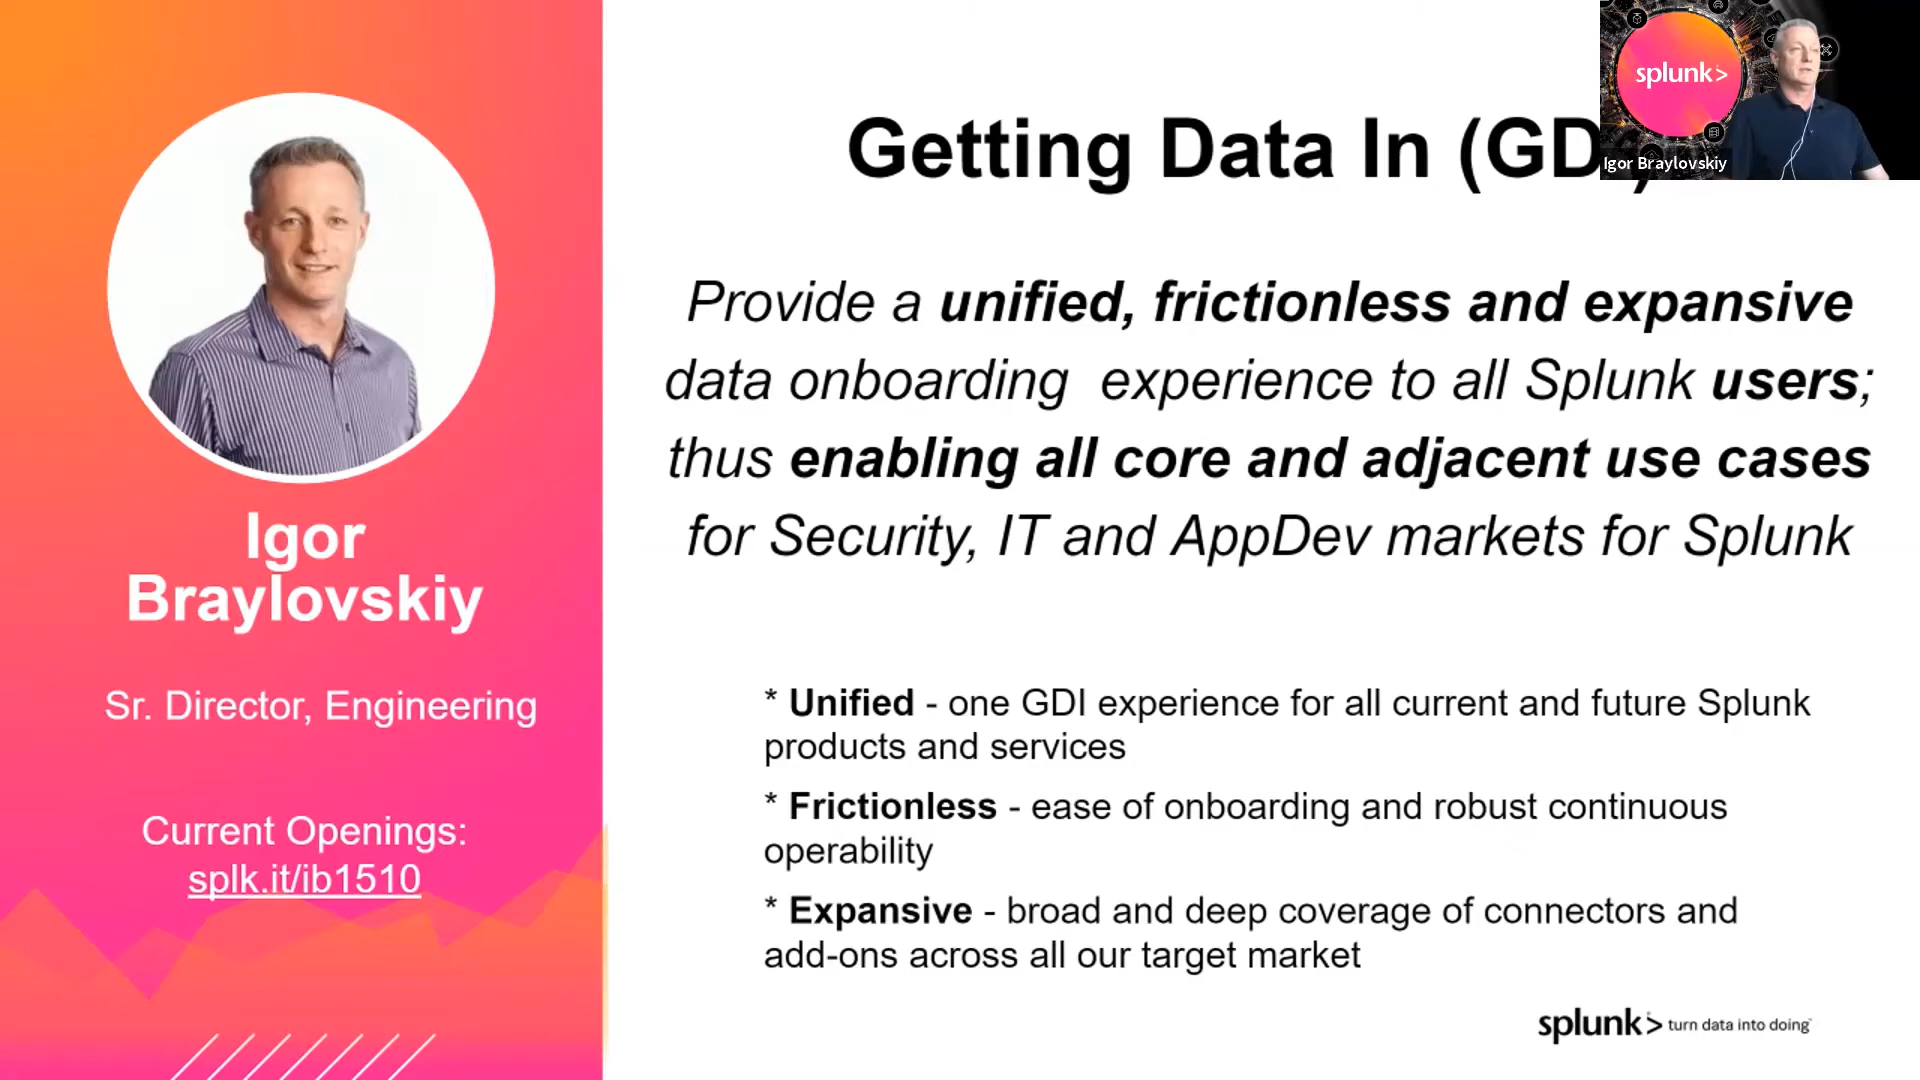 splunk>
Igor Braylovskiy
Getting Data In (GD
Provide a unified, frictionless and expansive
data onboarding  experience to all Splunk users;
thus enabling all core and adjacent use cases
for Security, IT and AppDev markets for Splunk
Igor
Braylovskiy
Sr. Director, Engineering
Current Openings:
splk.it/ib1510
* Unified - one GDI experience for all current and future Splunk
products and services
* Frictionless - ease of onboarding and robust continuous
operability
* Expansive - broad and deep coverage of connectors and
add-ons across all our target market
splunk> turn data into doing